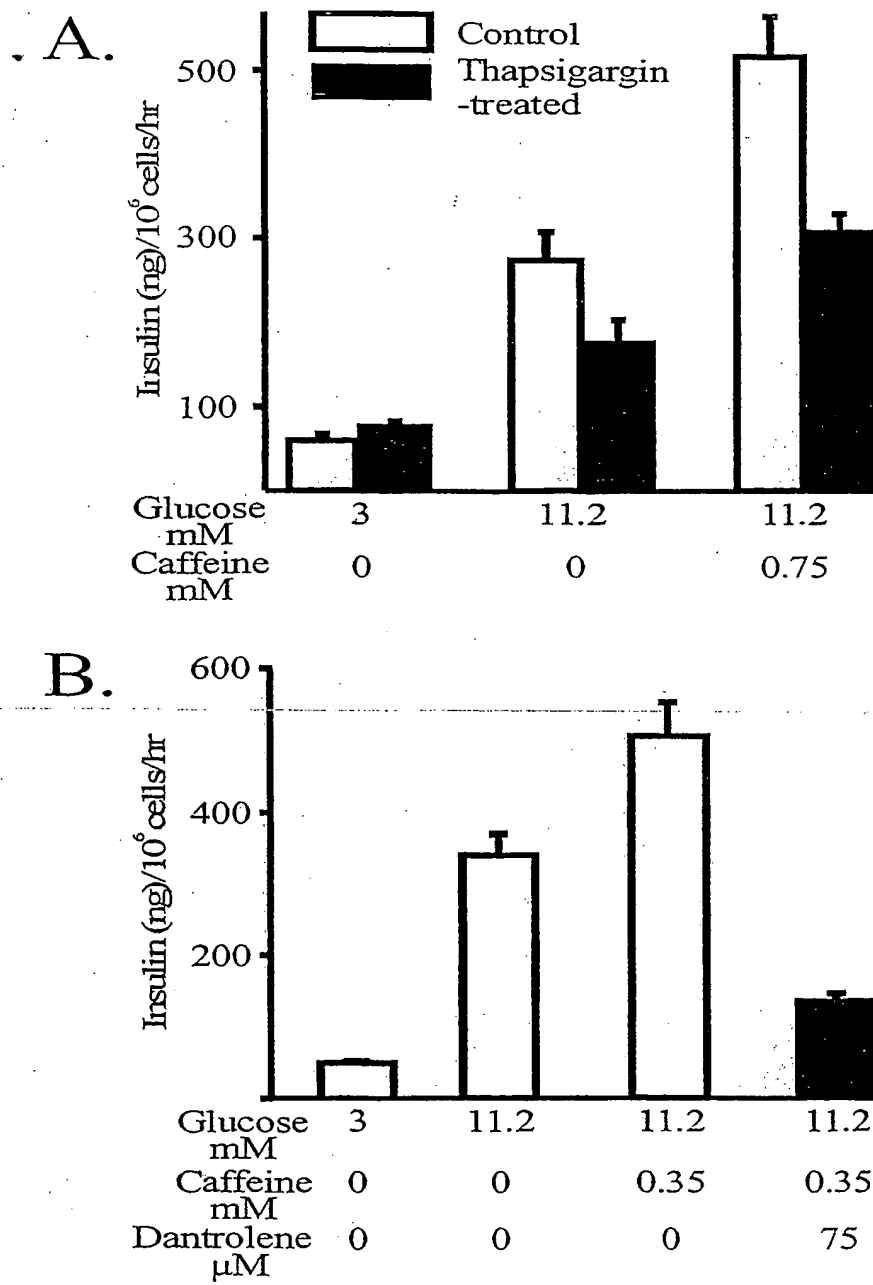 . A.
Control
Thapsigargin
-treated
Insulin (ng)/10⁶ cells/hr
500
300
100
Glucose mM 3 11.2 11.2
Caffeine mM 0 0 0.75
B.
Insulin (ng)/10⁶ cells/hr
600
400
200
Glucose mM 3 11.2 11.2 11.2
Caffeine mM 0 0 0.35 0.35
Dantrolene µM 0 0 0 75